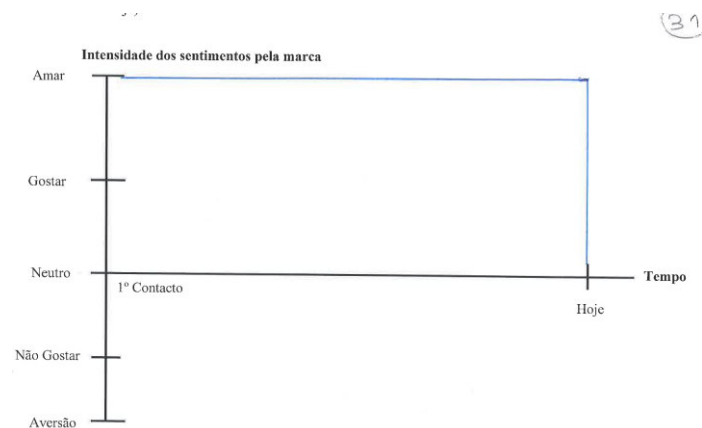 31
Intensidade dos sentimentos pela marca
Amar
Gostar
Neutro
Tempo
1º Contacto
Hoje
Não Gostar
Aversão